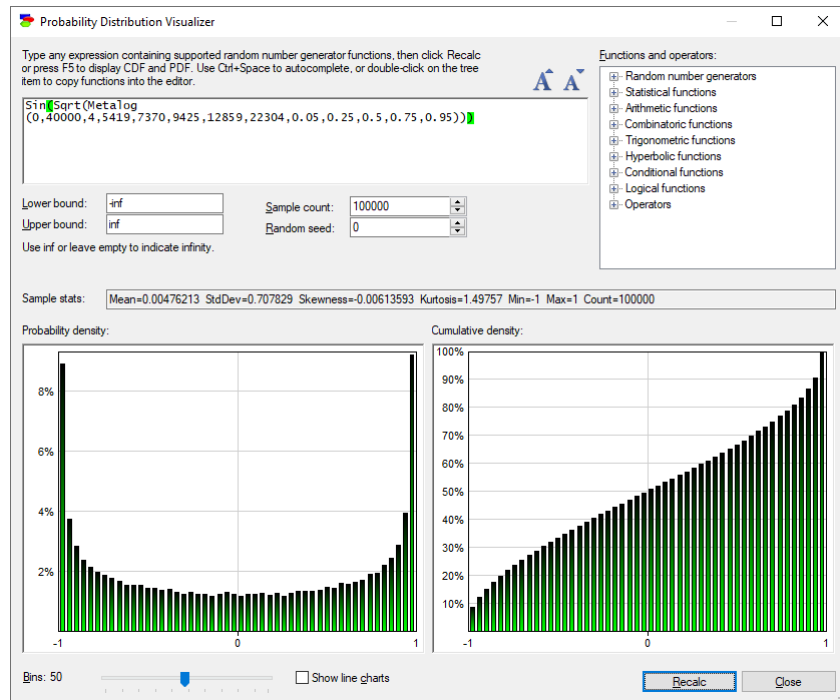 Probability Distribution Visualizer
Type any expression containing supported random number generator functions, then click Recalc
or press F5 to display CDF and PDF. Use Ctrl+Space to autocomplete, or double-click on the tree
item to copy functions into the editor.
A A
Sin(Sqrt(Metalog
(0,40000,4,5419,7370,9425,12859,22304,0.05,0.25,0.5,0.75,0.95)))
Functions and operators:
Random number generators
Statistical functions
Arithmetic functions
Combinatoric functions
Trigonometric functions
Hyperbolic functions
Conditional functions
Logical functions
Operators
Lower bound: -inf
Upper bound: inf
Use inf or leave empty to indicate infinity.
Sample count: 100000
Random seed: 0
Sample stats: Mean=0.00476213 StdDev=0.707829 Skewness=-0.00613593 Kurtosis=1.49757 Min=-1 Max=1 Count=100000
Probability density:
8%
6%
4%
2%
-1 0 1
Cumulative density:
100%
90%
80%
70%
60%
50%
40%
30%
20%
10%
-1 0 1
Bins: 50
Show line charts
Recalc
Close